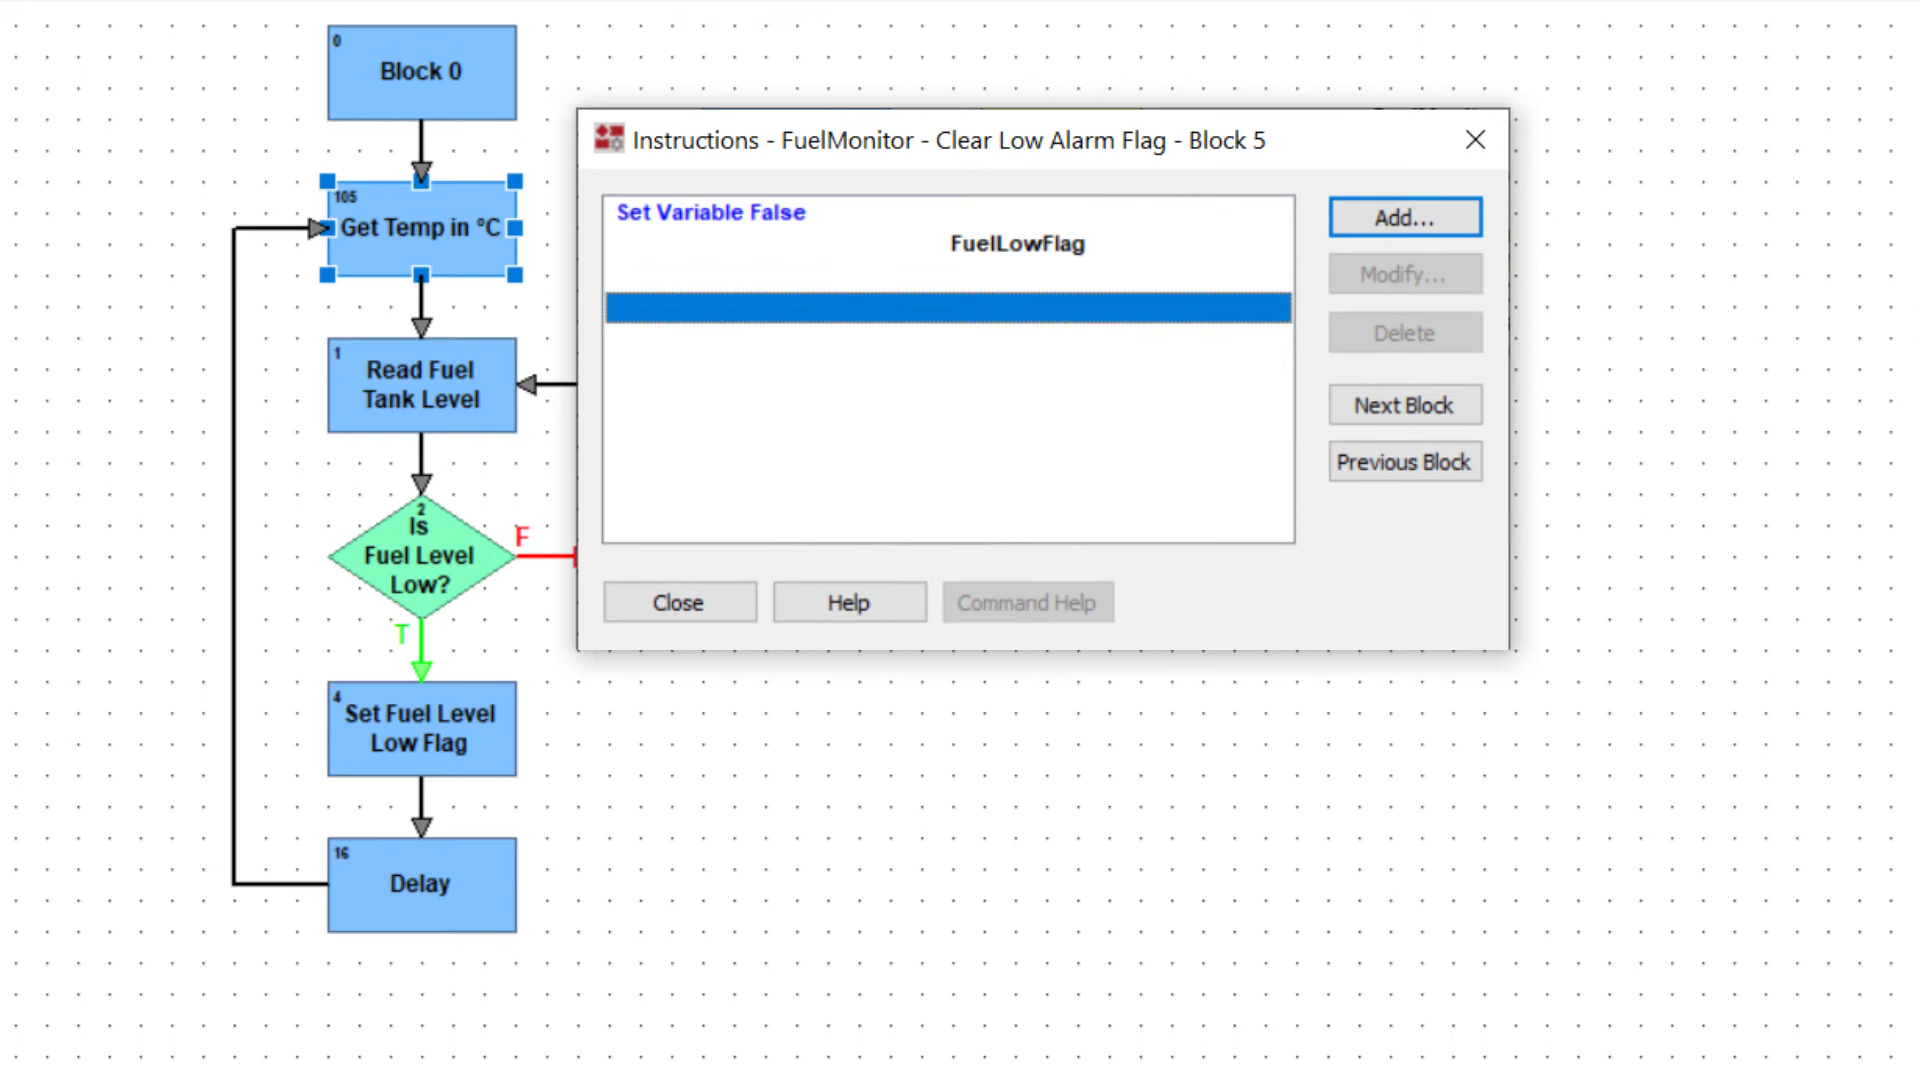 0
Block 0
105
Get Temp in °C
1
Read Fuel
Tank Level
2
Is
Fuel Level
Low?
F
T
4
Set Fuel Level
Low Flag
16
Delay
Instructions - FuelMonitor - Clear Low Alarm Flag - Block 5
Set Variable False
FuelLowFlag
Add...
Modify...
Delete
Next Block
Previous Block
Close
Help
Command Help